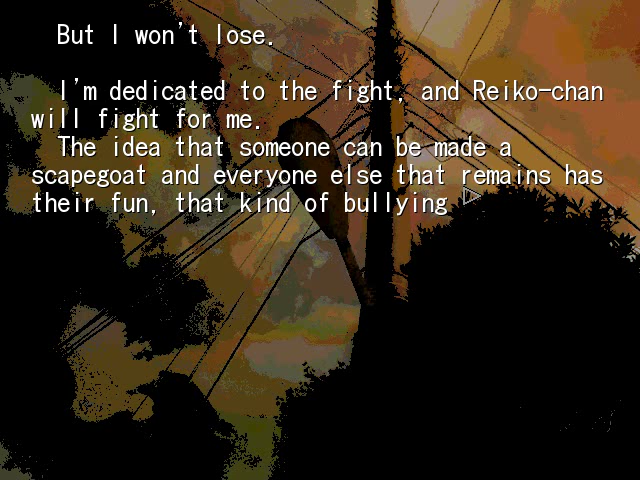 But I won't lose.
I'm dedicated to the fight, and Reiko-chan
will fight for me.
The idea that someone can be made a
scapegoat and everyone else that remains has
their fun, that kind of bullying